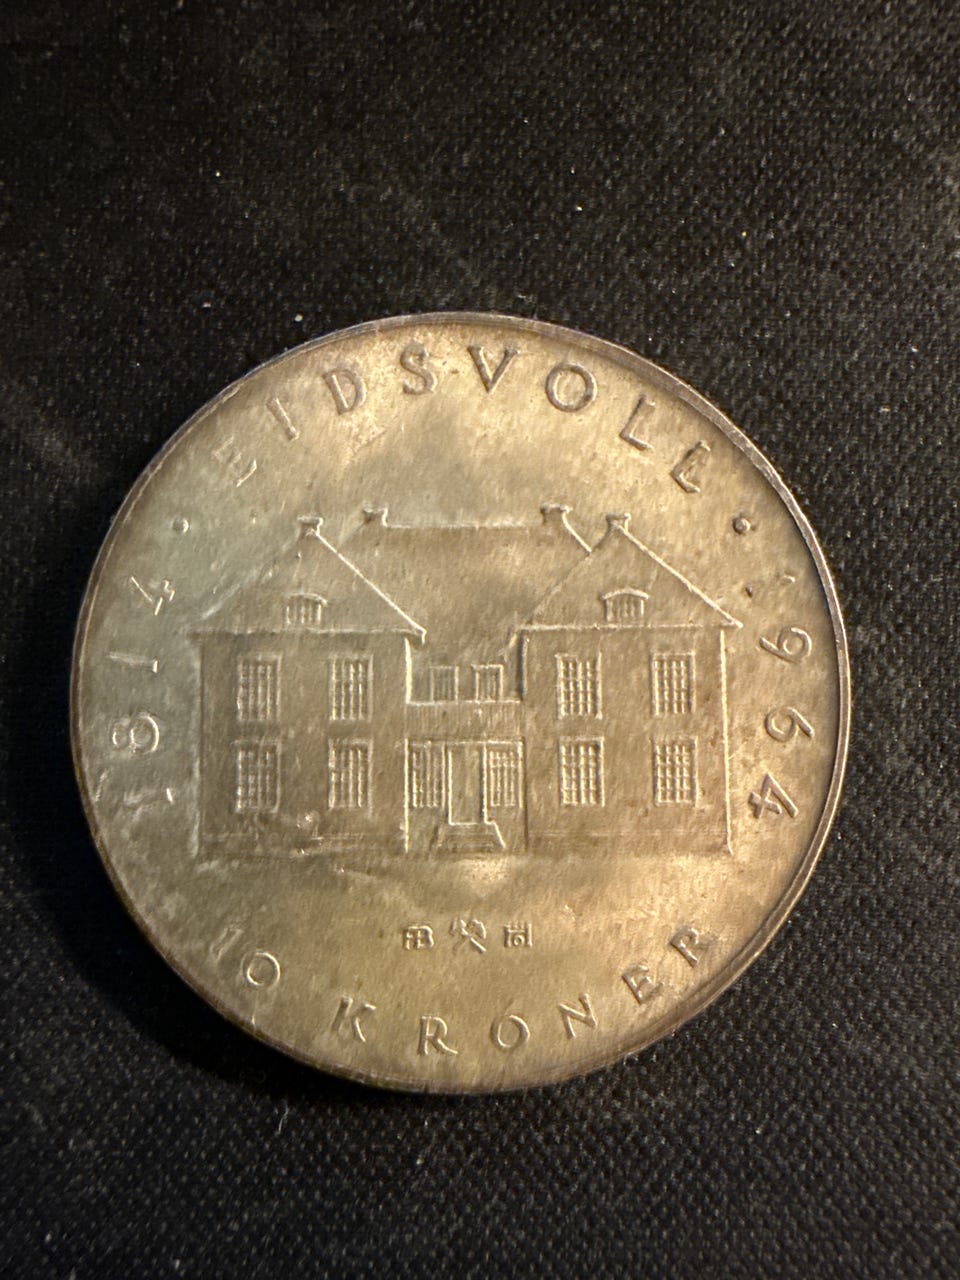 1814 · EIDSVOLL · 1964
10 KRONER